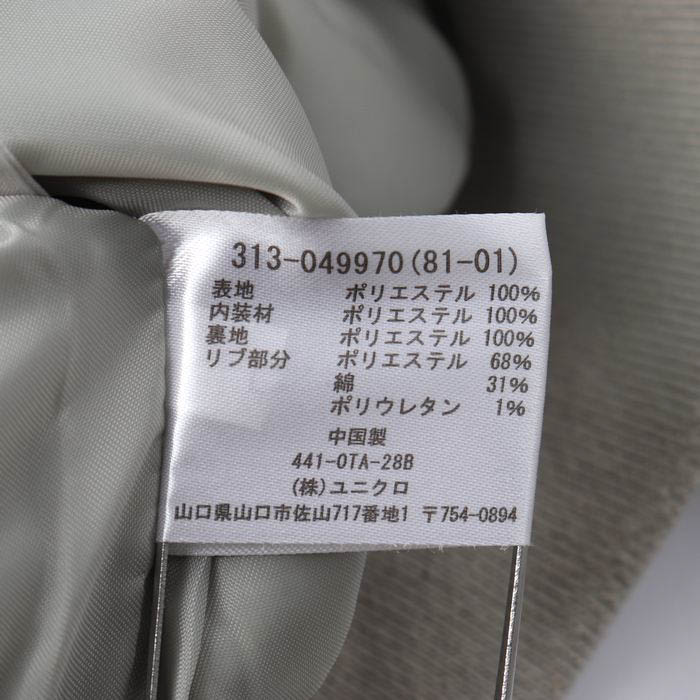 313-049970(81-01)
表地 ポリエステル 100%
内装材 ポリエステル 100%
裏地 ポリエステル 100%
リブ部分 ポリエステル 68%
綿 31%
ポリウレタン 1%
中国製
441-OTA-28B
(株)ユニクロ
山口県山口市佐山717番地1 〒754-0894